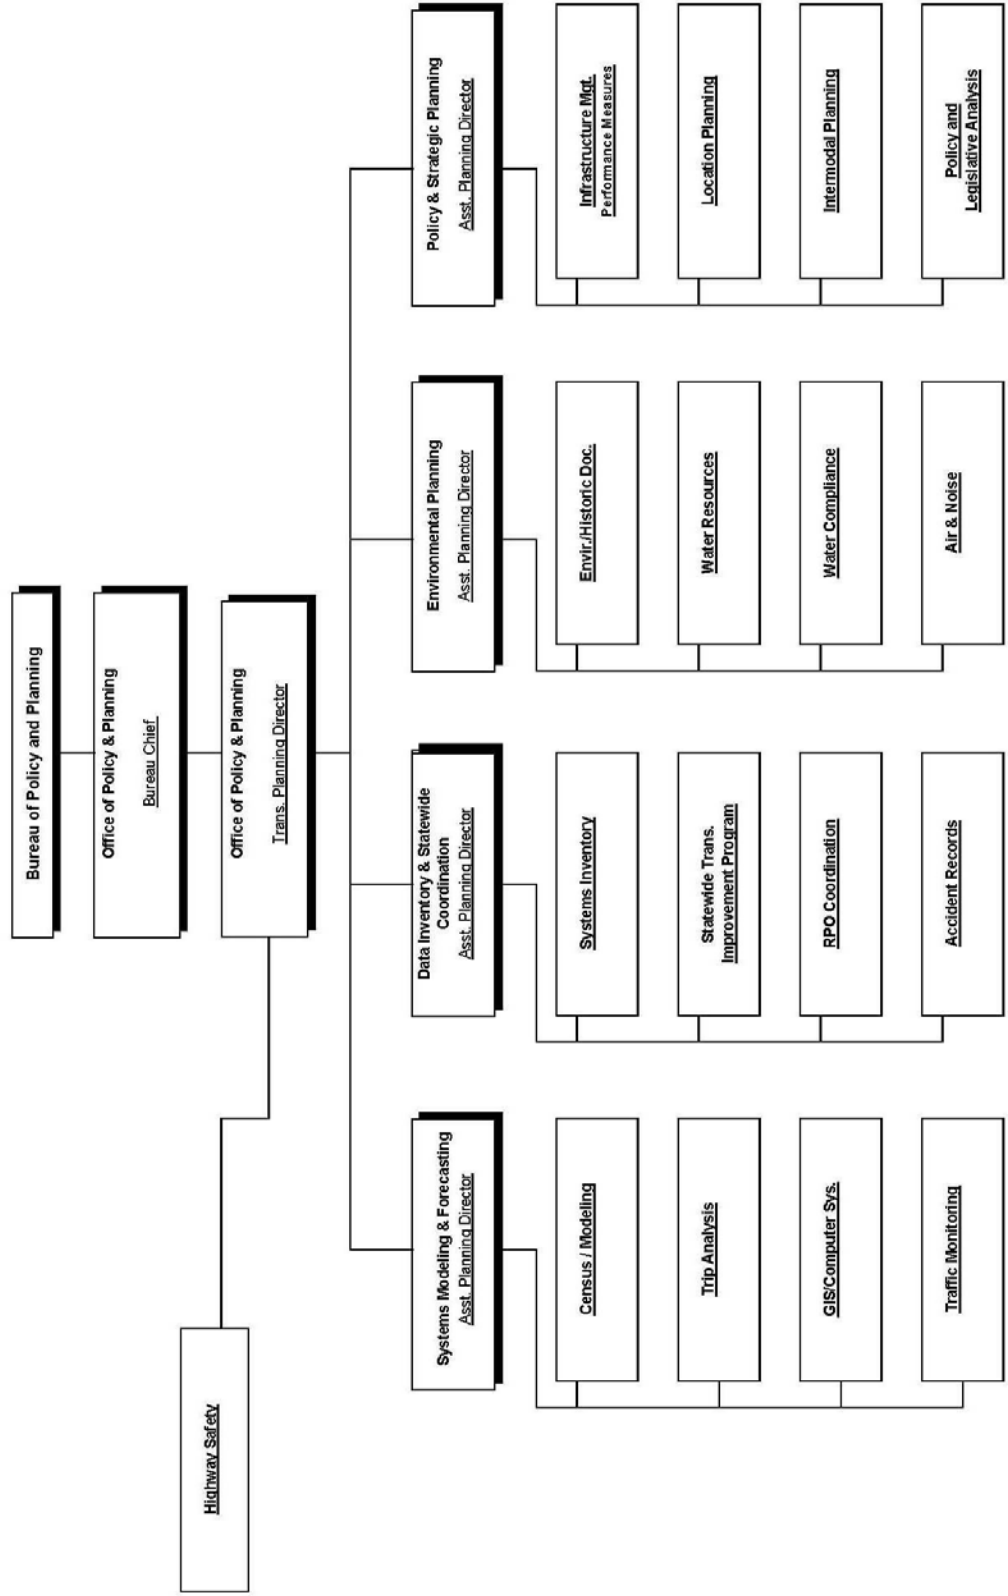 Bureau of Policy and Planning
Office of Policy & Planning
Bureau Chief
Office of Policy & Planning
Trans. Planning Director
Highway Safety
Systems Modeling & Forecasting
Asst. Planning Director
Census / Modeling
Trip Analysis
GIS/Computer Sys.
Traffic Monitoring
Data Inventory & Statewide
Coordination
Asst. Planning Director
Systems Inventory
Statewide Trans.
Improvement Program
RPO Coordination
Accident Records
Environmental Planning
Asst. Planning Director
Envir./Historic Doc.
Water Resources
Water Compliance
Air & Noise
Policy & Strategic Planning
Asst. Planning Director
Infrastructure Mgt.
Performance Measures
Location Planning
Intermodal Planning
Policy and
Legislative Analysis